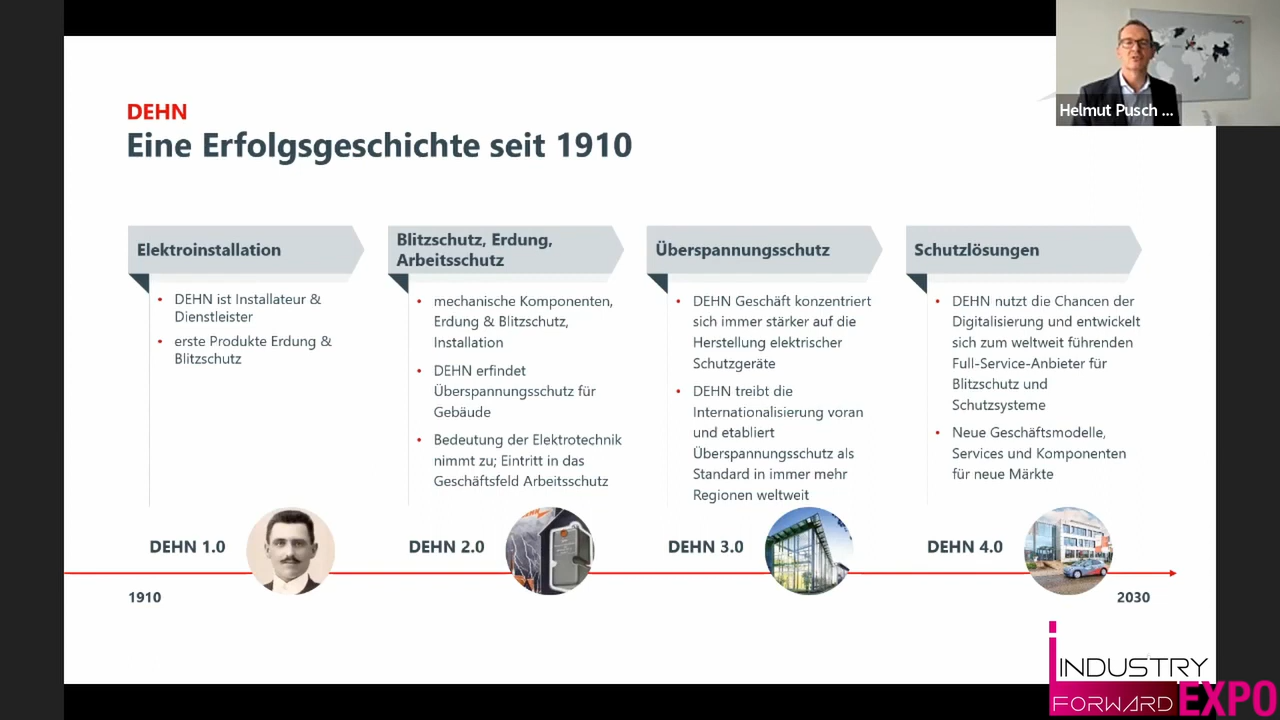 Helmut Pusch ...
DEHN
Eine Erfolgsgeschichte seit 1910
Elektroinstallation
DEHN ist Installateur &
Dienstleister
erste Produkte Erdung &
Blitzschutz
Blitzschutz, Erdung,
Arbeitsschutz
mechanische Komponenten,
Erdung & Blitzschutz,
Installation
DEHN erfindet
Überspannungsschutz für
Gebäude
Bedeutung der Elektrotechnik
nimmt zu; Eintritt in das
Geschäftsfeld Arbeitsschutz
Überspannungsschutz
DEHN Geschäft konzentriert
sich immer stärker auf die
Herstellung elektrischer
Schutzgeräte
DEHN treibt die
Internationalisierung voran
und etabliert
Überspannungsschutz als
Standard in immer mehr
Regionen weltweit
Schutzlösungen
DEHN nutzt die Chancen der
Digitalisierung und entwickelt
sich zum weltweit führenden
Full-Service-Anbieter für
Blitzschutz und
Schutzsysteme
Neue Geschäftsmodelle,
Services und Komponenten
für neue Märkte
DEHN 1.0
DEHN 2.0
DEHN 3.0
DEHN 4.0
1910
2030
INDUSTRY
FORWARD EXPO